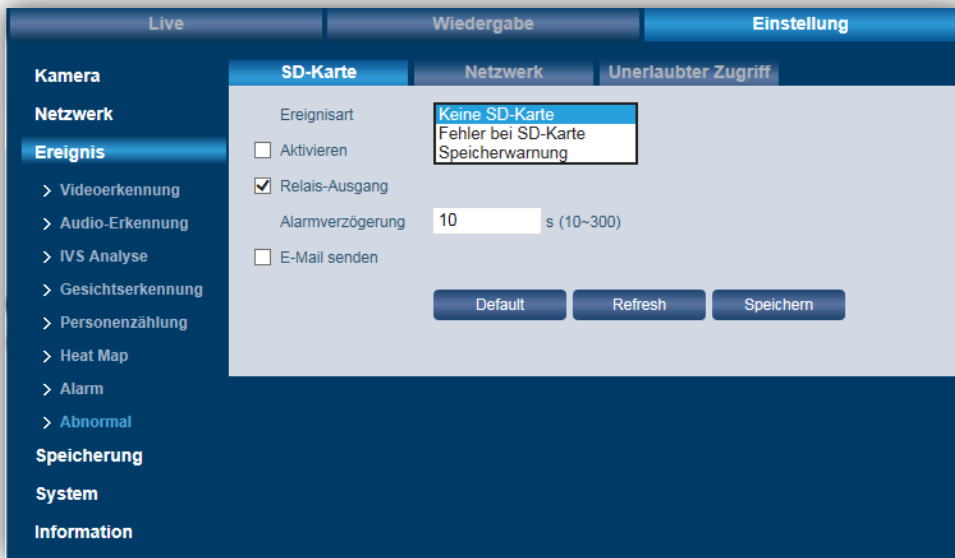 Live Wiedergabe Einstellung
Kamera
Netzwerk
Ereignis
Videoerkennung
Audio-Erkennung
IVS Analyse
Gesichtserkennung
Personenzählung
Heat Map
Alarm
Abnormal
Speicherung
System
Information
SD-Karte Netzwerk Unerlaubter Zugriff
Ereignisart
Keine SD-Karte
Fehler bei SD-Karte
Speicherwarnung
Aktivieren
Relais-Ausgang
Alarmverzögerung 10 s (10~300)
E-Mail senden
Default Refresh Speichern